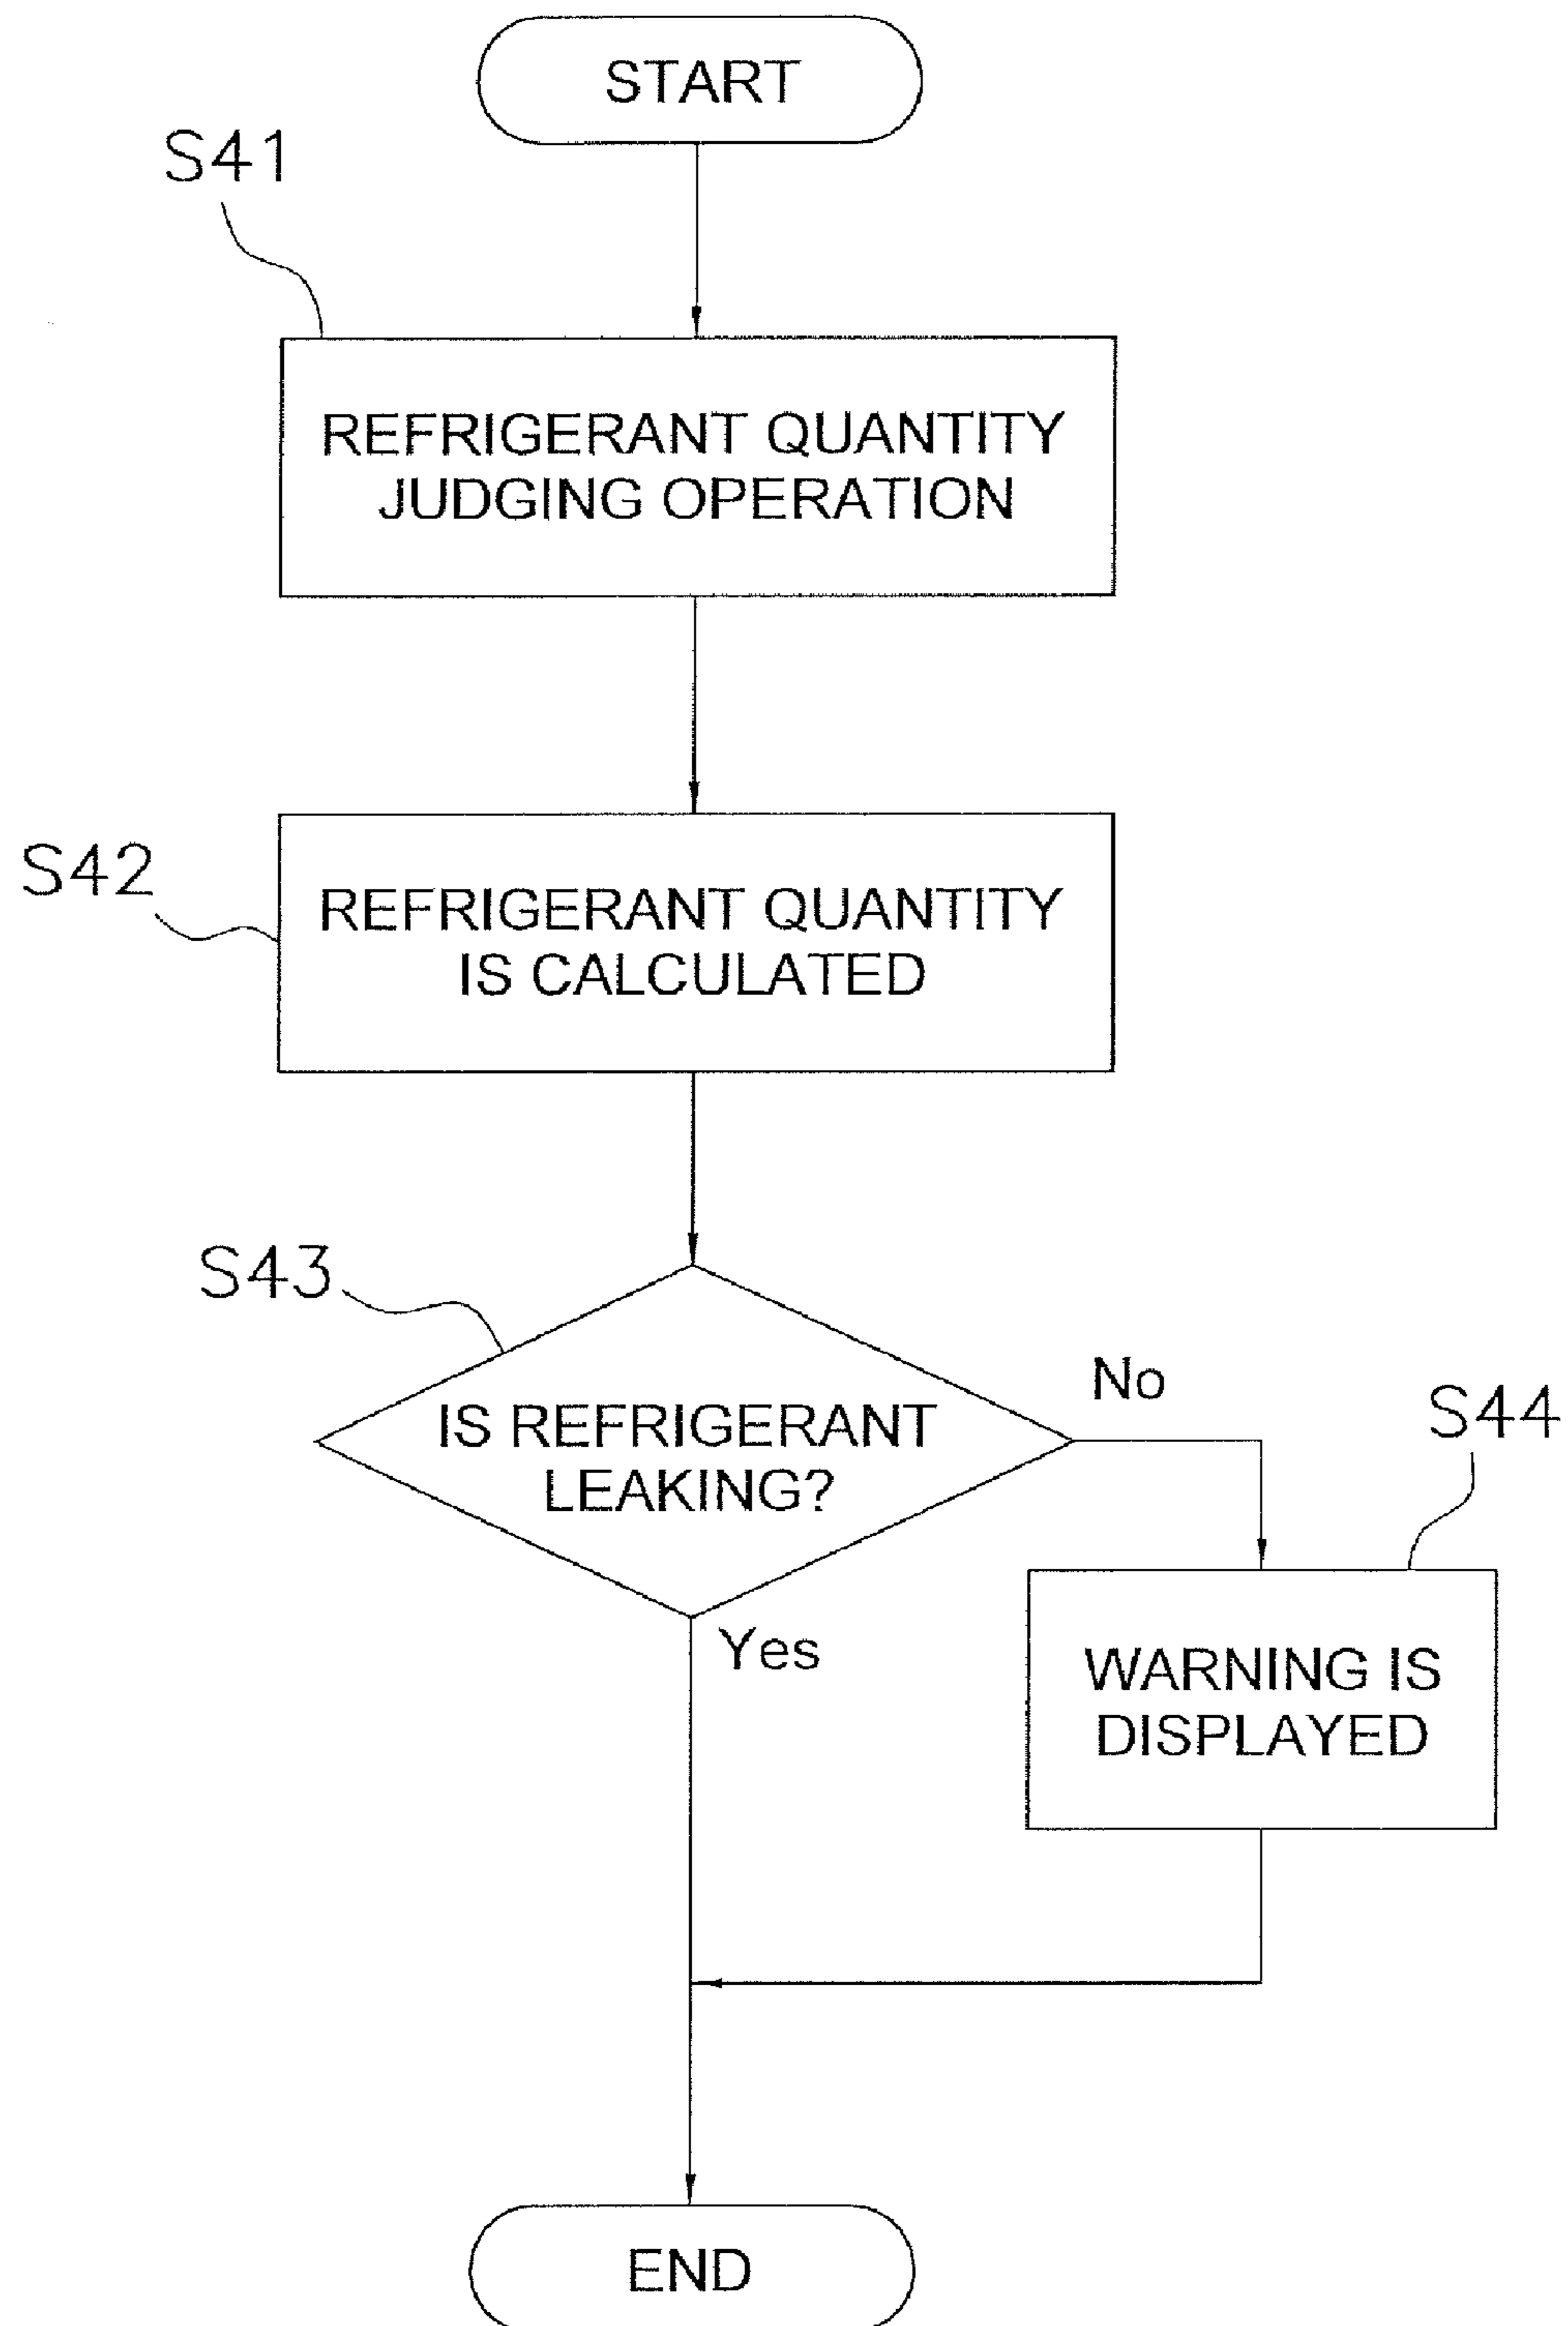 START
S41
REFRIGERANT QUANTITY
JUDGING OPERATION
S42
REFRIGERANT QUANTITY
IS CALCULATED
S43
IS REFRIGERANT
LEAKING?
No
S44
Yes
WARNING IS
DISPLAYED
END